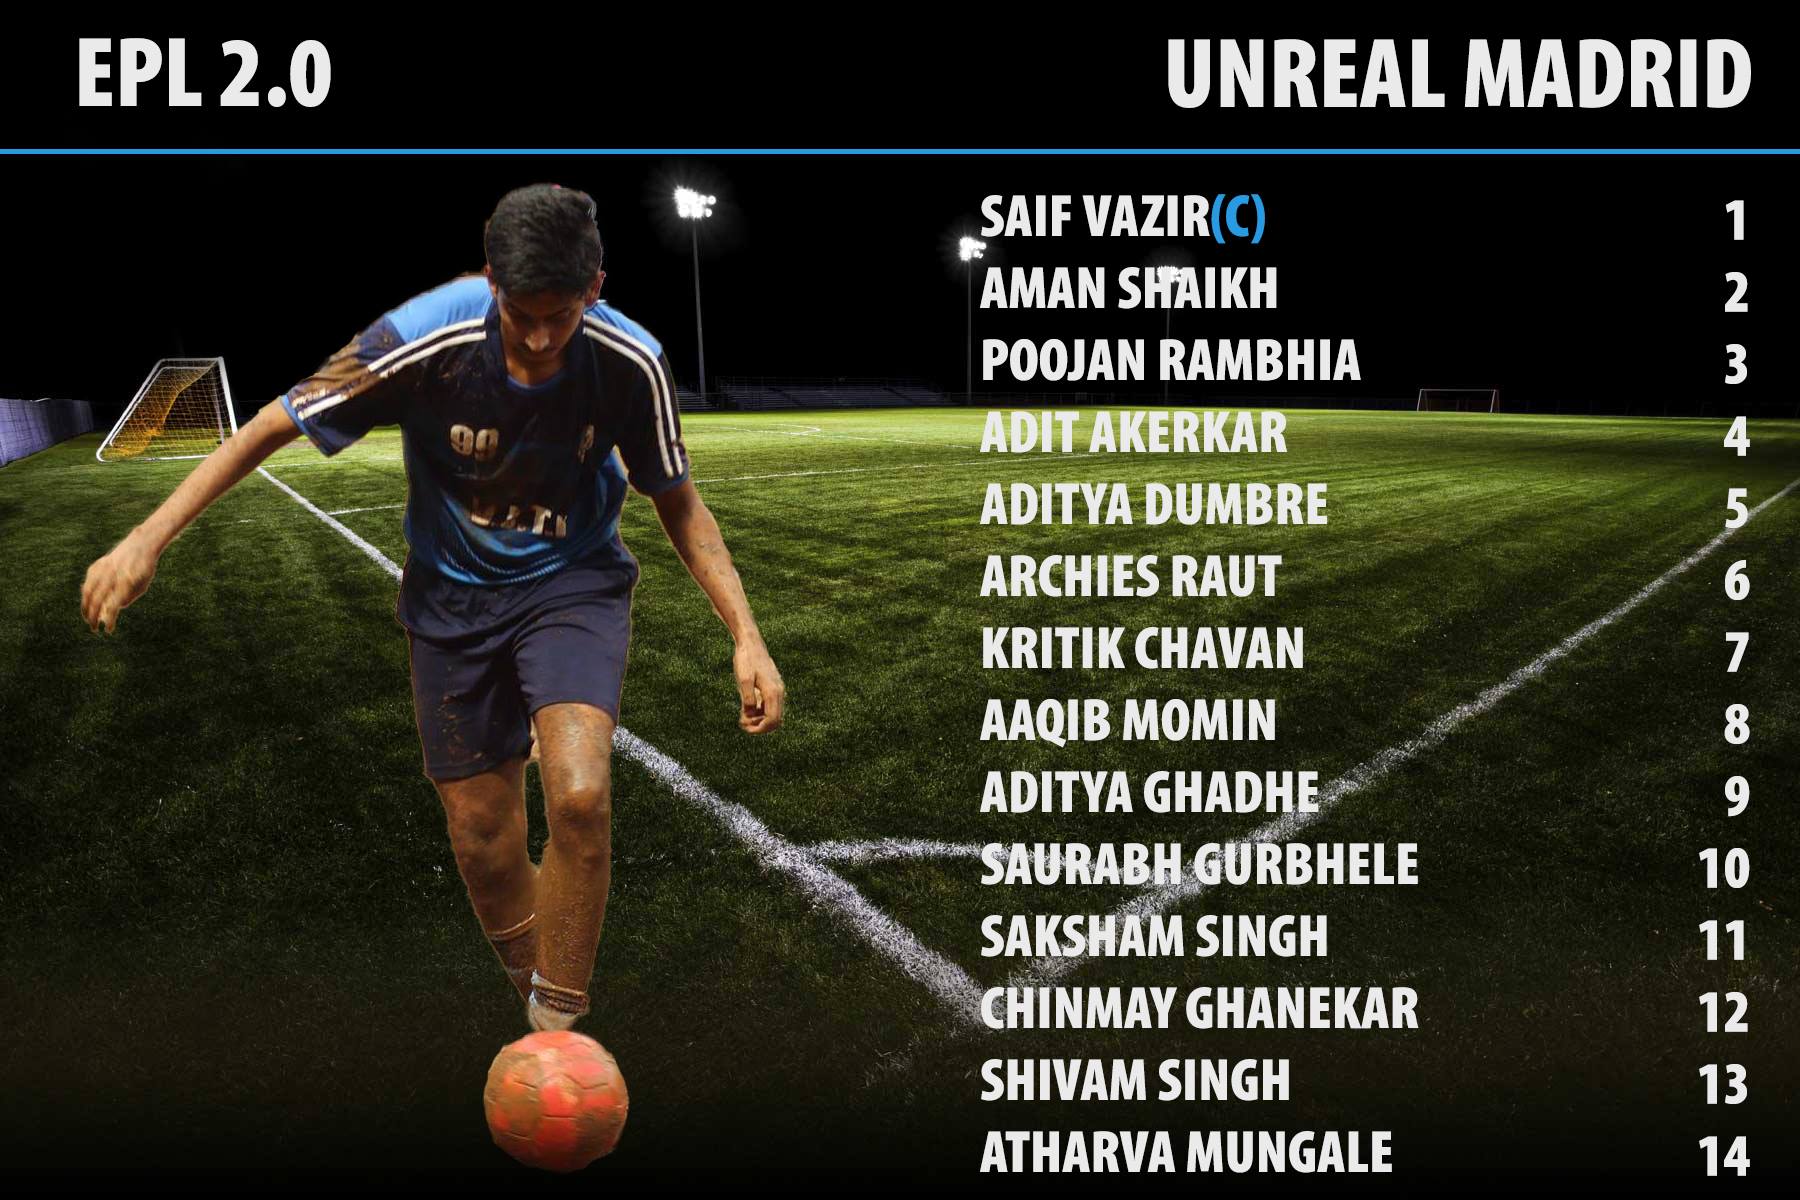 EPL 2.0
UNREAL MADRID
SAIF VAZIR(C) 1
AMAN SHAIKH 2
POOJAN RAMBHIA 3
ADIT AKERKAR 4
ADITYA DUMBRE 5
ARCHIES RAUT 6
KRITIK CHAVAN 7
AAQIB MOMIN 8
ADITYA GHADHE 9
SAURABH GURBHELE 10
SAKSHAM SINGH 11
CHINMAY GHANEKAR 12
SHIVAM SINGH 13
ATHARVA MUNGALE 14
99